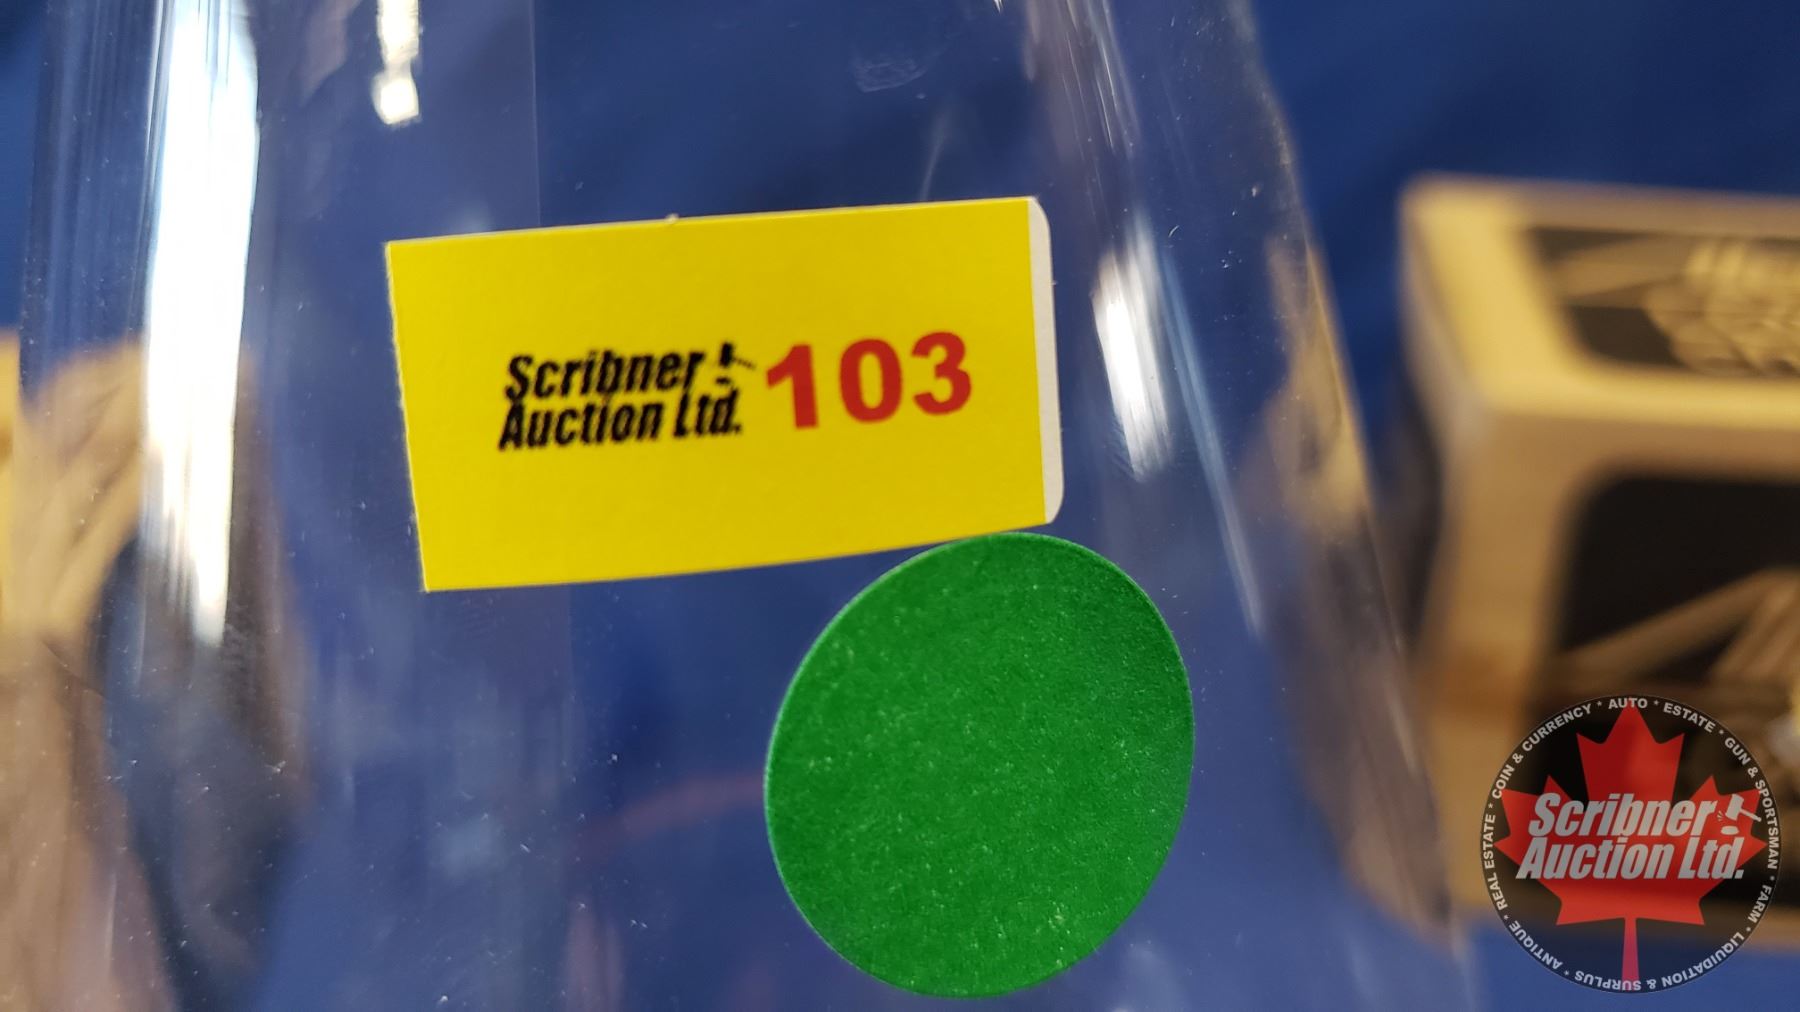 Scribner
Auction Ltd.
103
Scribner
Auction Ltd.
REAL ESTATE * COIN & CURRENCY * AUTO * ESTATE * GUN & SPORTSMAN * FARM * LIQUIDATION & SURPLUS * ANTIQUE *